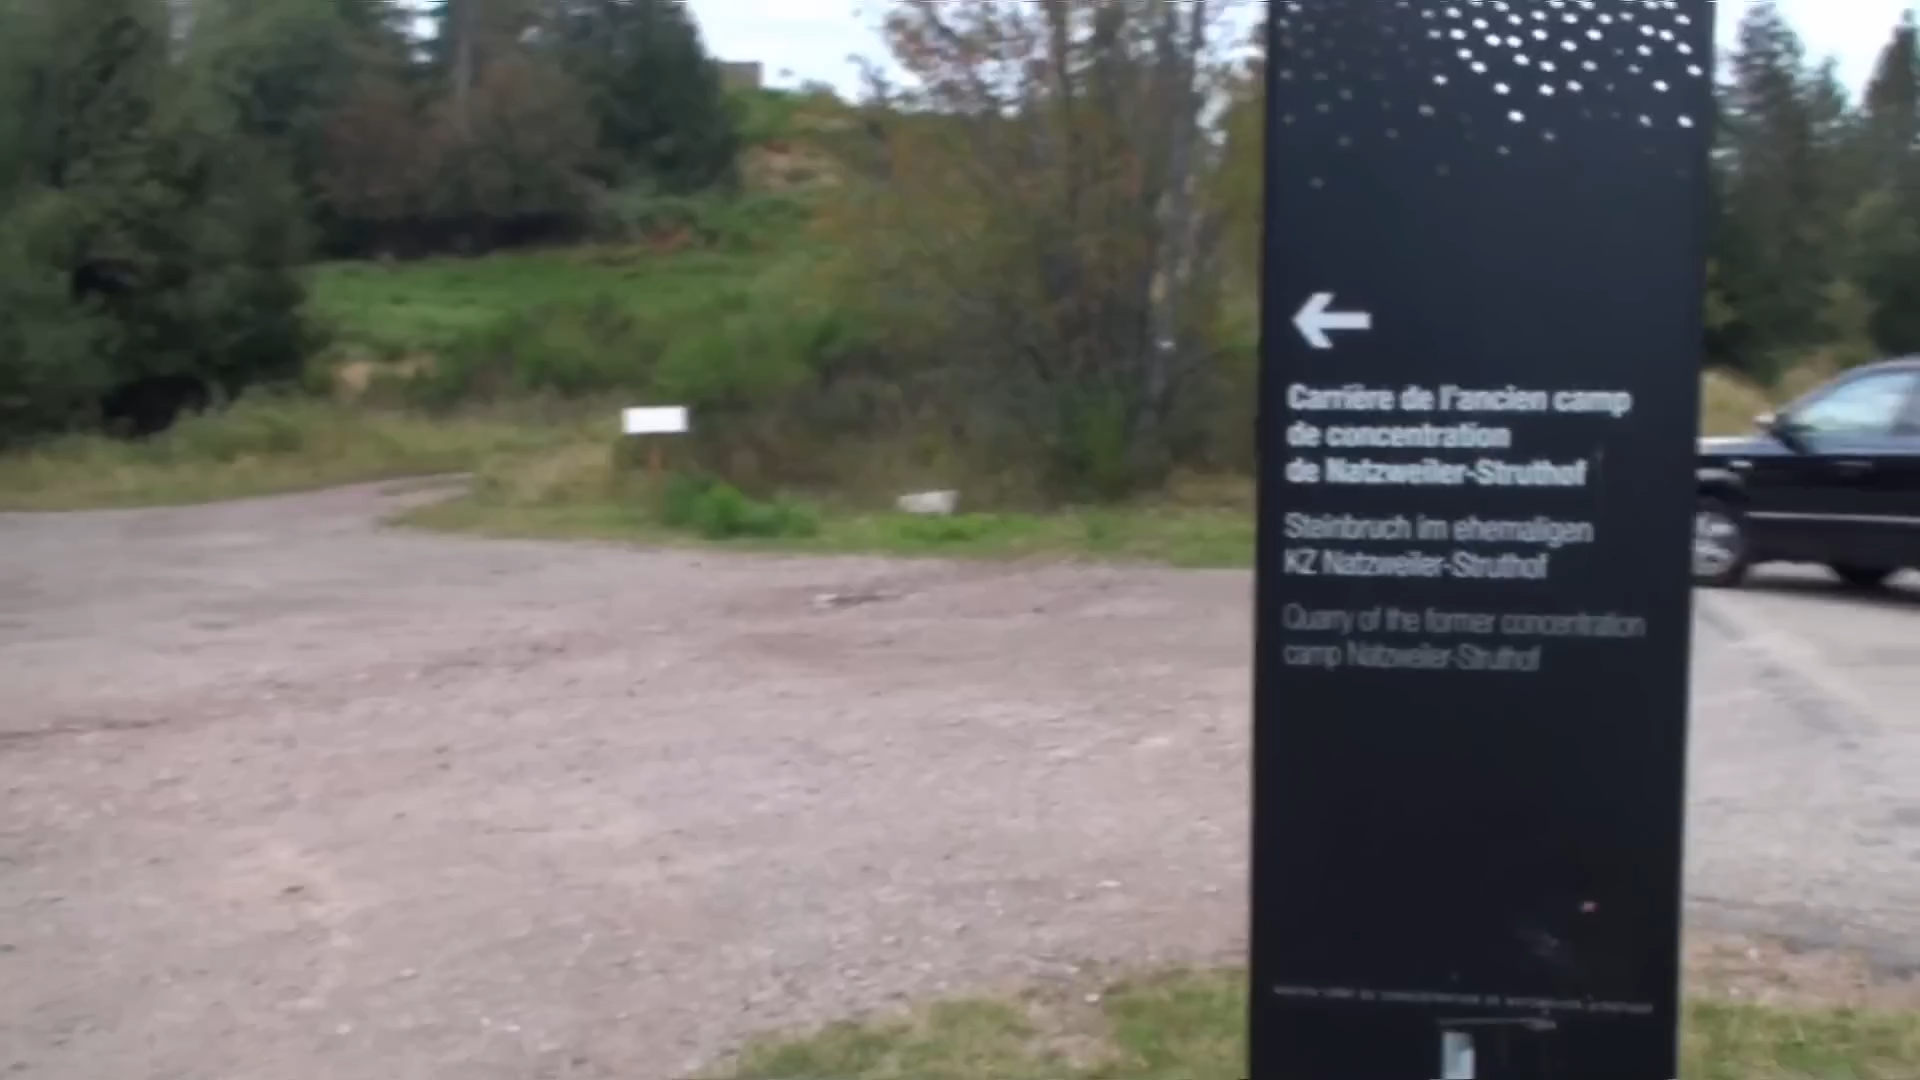 Carrière de l'ancien camp
de concentration
de Natzweiler-Struthof
Steinbruch im ehemaligen
KZ Natzweiler-Struthof
Quarry of the former concentration
camp Natzweiler-Struthof